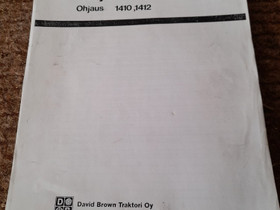 Ohjaus 1410,1412
David Brown Traktori Oy